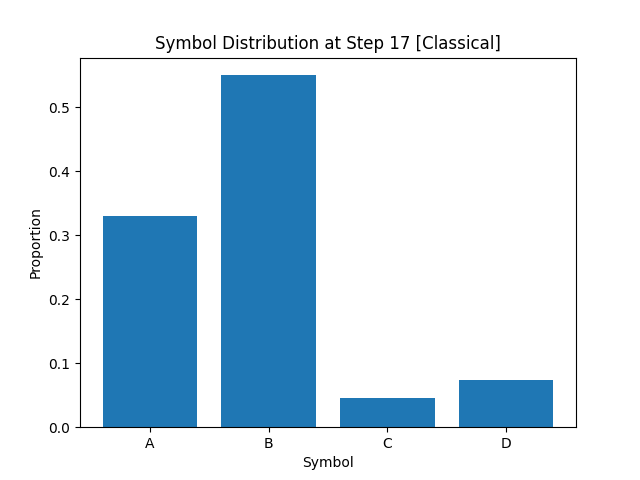 Symbol Distribution at Step 17 [Classical]
Proportion
0.5
0.4
0.3
0.2
0.1
0.0
A B C D
Symbol